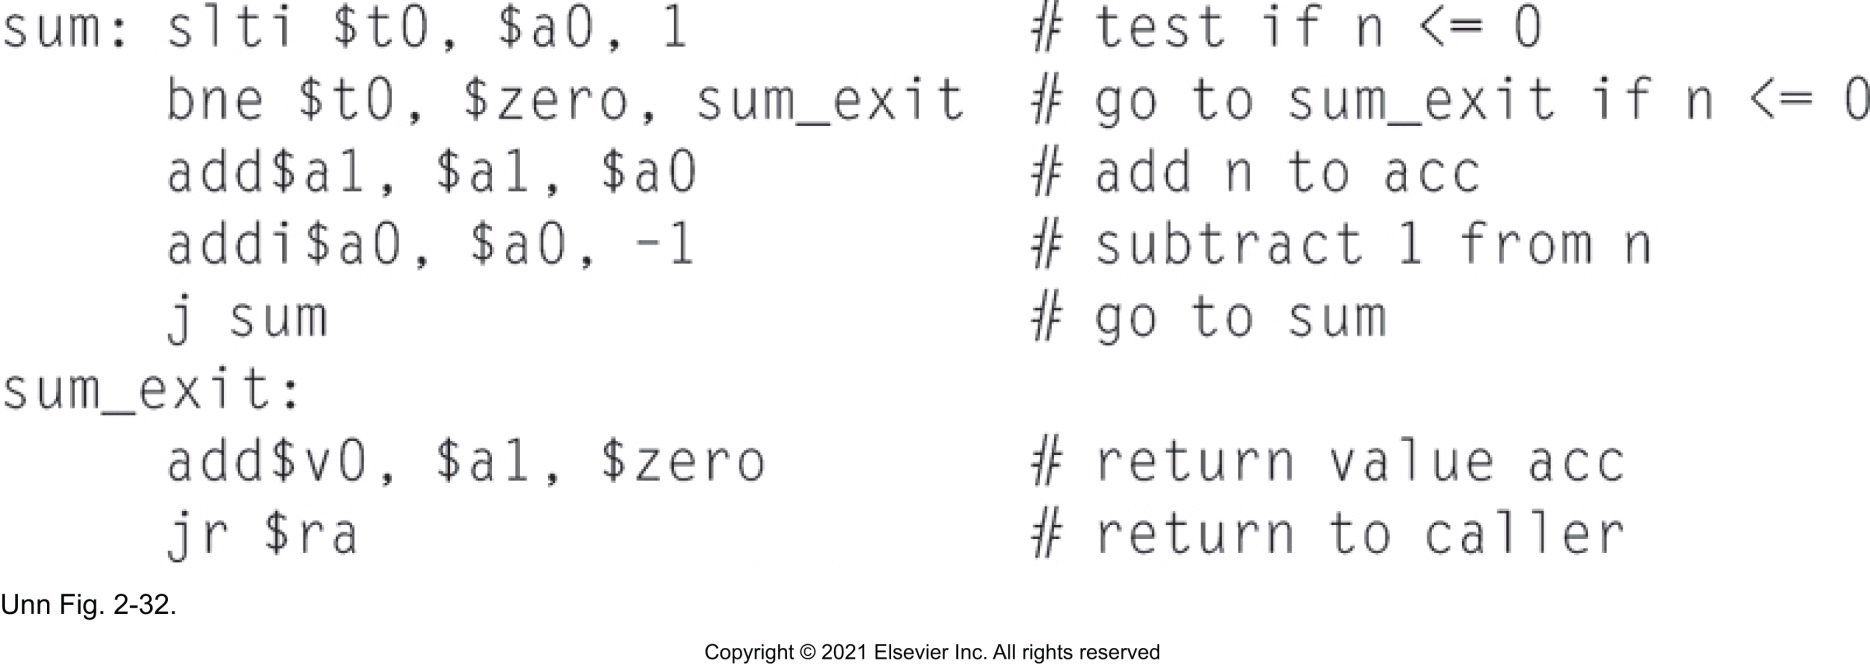 sum: slti $t0, $a0, 1 # test if n <= 0
bne $t0, $zero, sum_exit # go to sum_exit if n <= 0
add$a1, $a1, $a0 # add n to acc
addi$a0, $a0, -1 # subtract 1 from n
j sum # go to sum
sum_exit:
add$v0, $a1, $zero # return value acc
jr $ra # return to caller
Unn Fig. 2-32.
Copyright © 2021 Elsevier Inc. All rights reserved